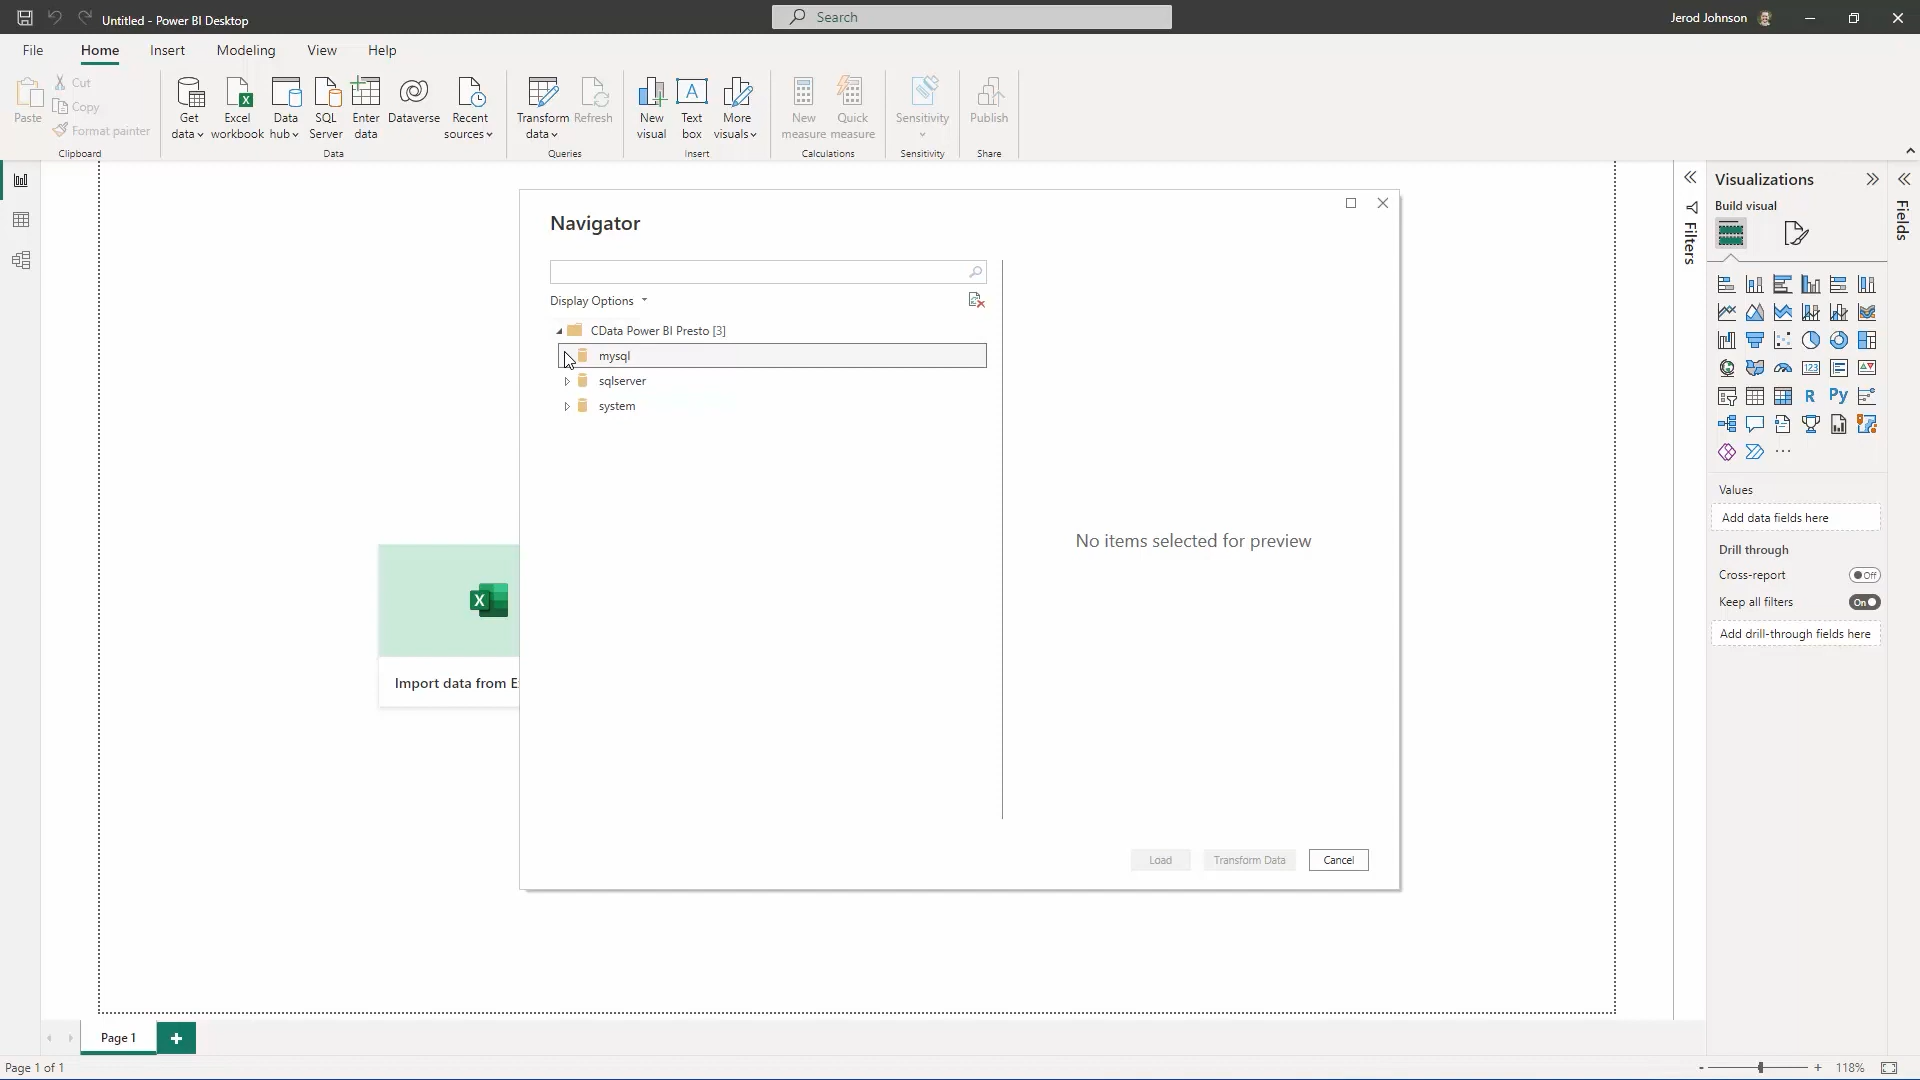 Untitled - Power BI Desktop
Search
Jerod Johnson
File
Home
Insert
Modeling
View
Help
Paste
Cut
Copy
Format painter
Clipboard
Get data
Excel workbook
Data hub
SQL Server
Enter data
Dataverse
Recent sources
Data
Transform data
Refresh
Queries
New visual
Text box
More visuals
Insert
New measure
Quick measure
Calculations
Sensitivity
Sensitivity
Publish
Share
Navigator
Display Options
CData Power BI Presto [3]
mysql
sqlserver
system
No items selected for preview
Load
Transform Data
Cancel
Import data from E
Filters
Visualizations
Build visual
123
R
Py
Values
Add data fields here
Drill through
Cross-report
Off
Keep all filters
On
Add drill-through fields here
Fields
Page 1
Page 1 of 1
118%